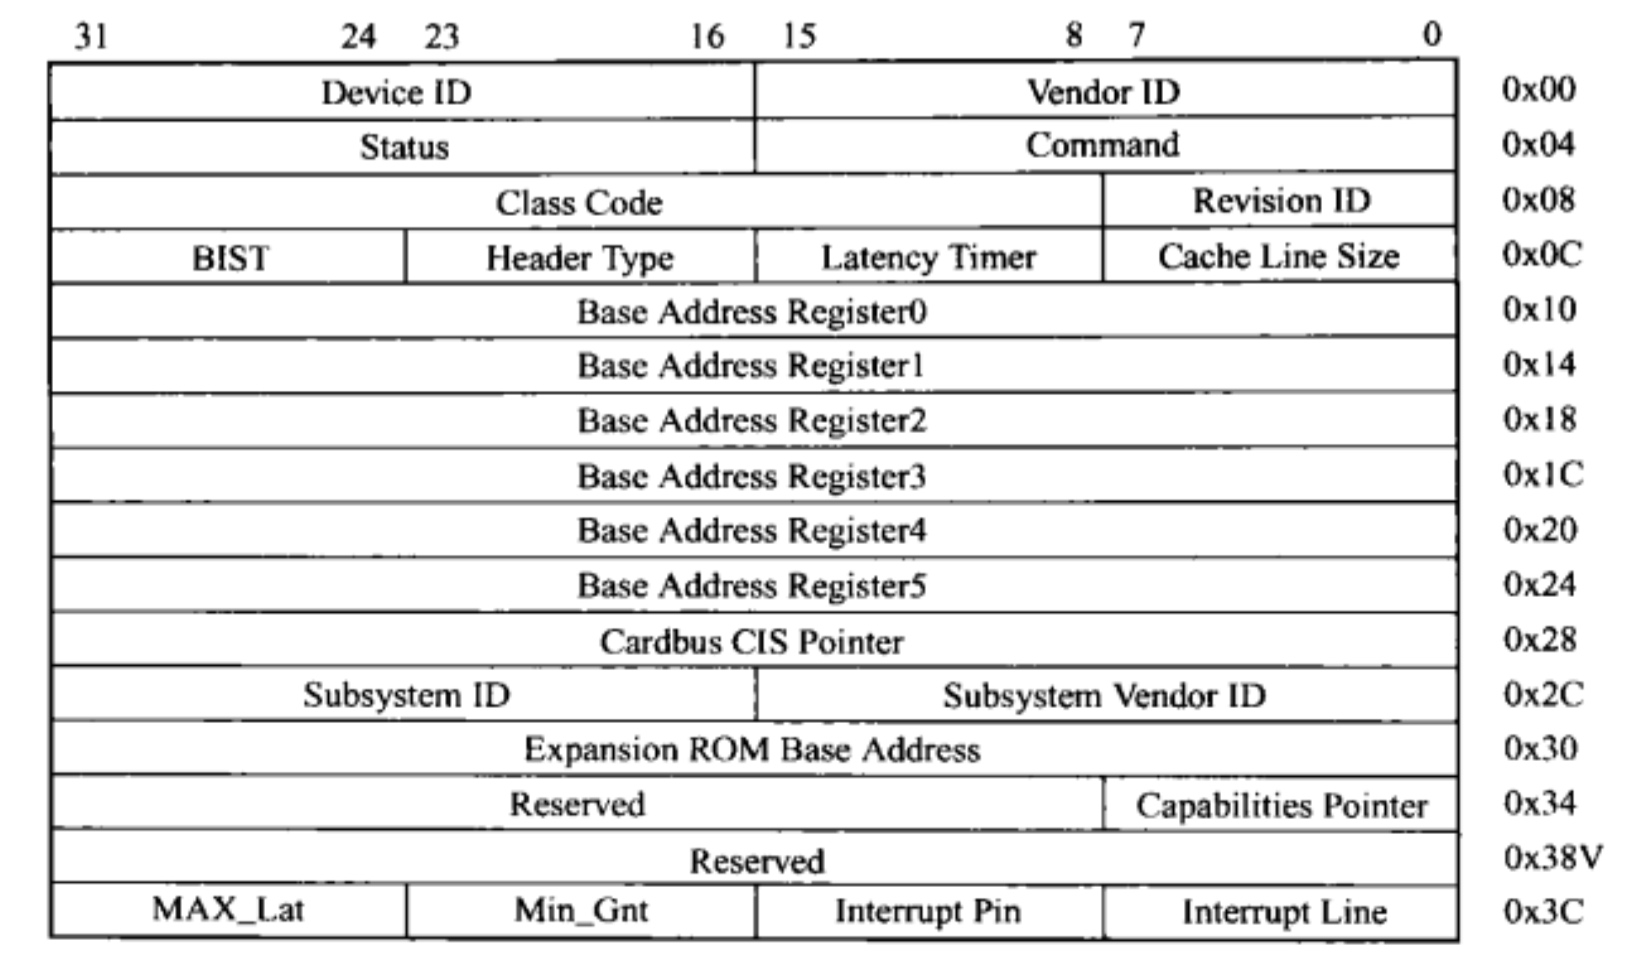 31 24 23 16 15 8 7 0
Device ID Vendor ID 0x00
Status Command 0x04
Class Code Revision ID 0x08
BIST Header Type Latency Timer Cache Line Size 0x0C
Base Address Register0 0x10
Base Address Register1 0x14
Base Address Register2 0x18
Base Address Register3 0x1C
Base Address Register4 0x20
Base Address Register5 0x24
Cardbus CIS Pointer 0x28
Subsystem ID Subsystem Vendor ID 0x2C
Expansion ROM Base Address 0x30
Reserved Capabilities Pointer 0x34
Reserved 0x38V
MAX_Lat Min_Gnt Interrupt Pin Interrupt Line 0x3C